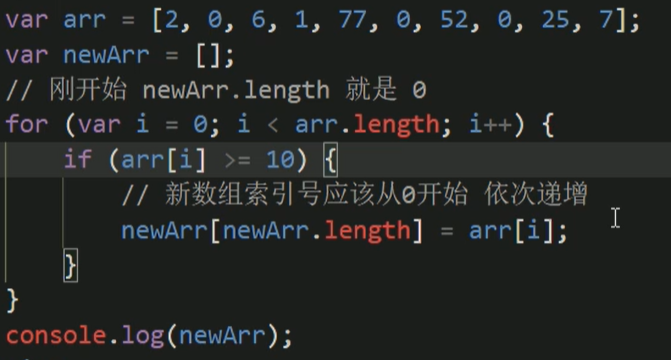 var arr = [2, 0, 6, 1, 77, 0, 52, 0, 25, 7];
var newArr = [];
// 刚开始 newArr.length 就是 0
for (var i = 0; i < arr.length; i++) {
if (arr[i] >= 10) {
// 新数组索引号应该从0开始 依次递增
newArr[newArr.length] = arr[i];
}
}
console.log(newArr);